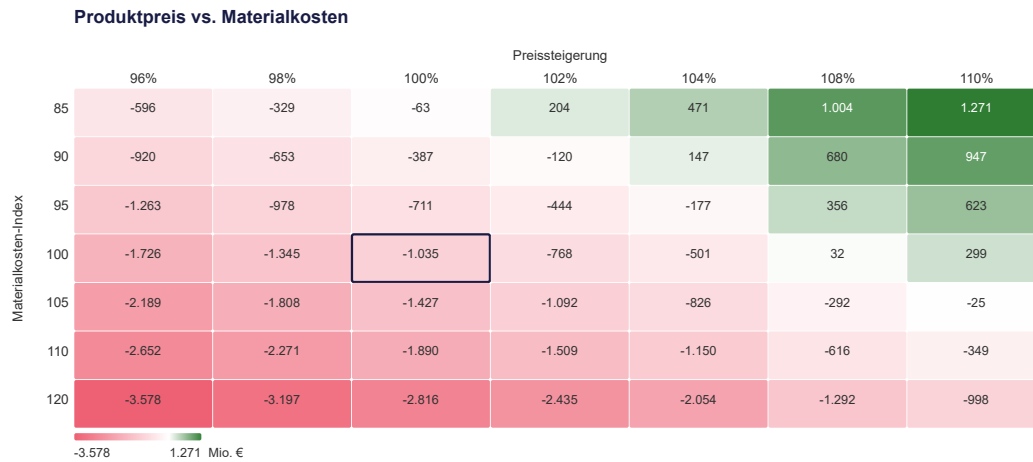 Produktpreis vs. Materialkosten
Preissteigerung
96% 98% 100% 102% 104% 108% 110%
Materialkosten-Index
85 -596 -329 -63 204 471 1.004 1.271
90 -920 -653 -387 -120 147 680 947
95 -1.263 -978 -711 -444 -177 356 623
100 -1.726 -1.345 -1.035 -768 -501 32 299
105 -2.189 -1.808 -1.427 -1.092 -826 -292 -25
110 -2.652 -2.271 -1.890 -1.509 -1.150 -616 -349
120 -3.578 -3.197 -2.816 -2.435 -2.054 -1.292 -998
-3.578 1.271 Mio. €